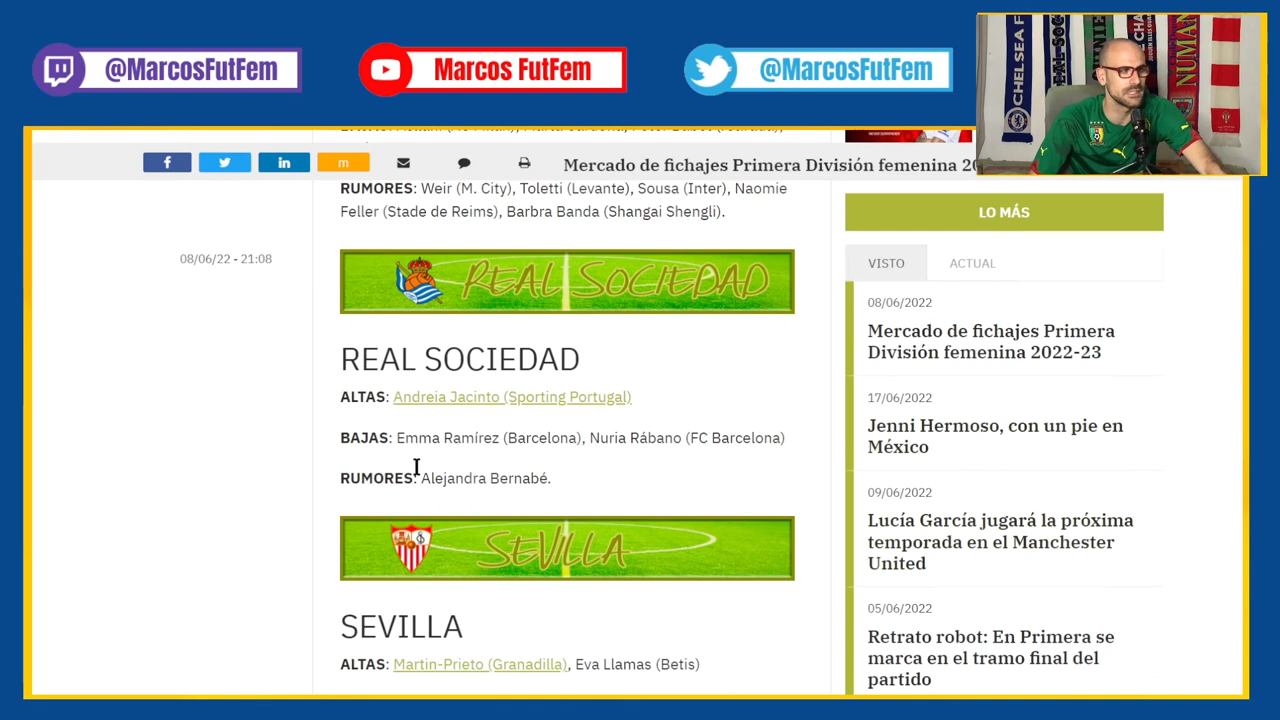 @MarcosFutFem
Marcos FutFem
@MarcosFutFem
CHELSEA F
REAL SOC
NUMAN
Mercado de fichajes Primera División femenina 20
m
RUMORES: Weir (M. City), Toletti (Levante), Sousa (Inter), Naomie
Feller (Stade de Reims), Barbra Banda (Shangai Shengli).
08/06/22 - 21:08
REAL SOCIEDAD
REAL SOCIEDAD
ALTAS: Andreia Jacinto (Sporting Portugal)
BAJAS: Emma Ramírez (Barcelona), Nuria Rábano (FC Barcelona)
RUMORES: Alejandra Bernabé.
SEVILLA
SEVILLA
ALTAS: Martin-Prieto (Granadilla), Eva Llamas (Betis)
LO MÁS
VISTO
ACTUAL
08/06/2022
Mercado de fichajes Primera
División femenina 2022-23
17/06/2022
Jenni Hermoso, con un pie en
México
09/06/2022
Lucía García jugará la próxima
temporada en el Manchester
United
05/06/2022
Retrato robot: En Primera se
marca en el tramo final del
partido